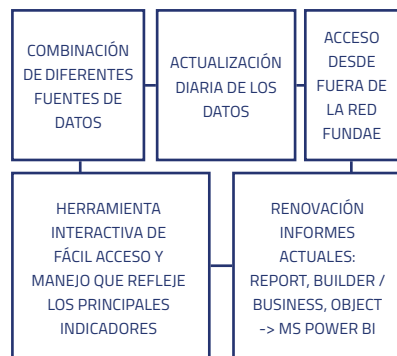 COMBINACIÓN
DE DIFERENTES
FUENTES DE
DATOS
ACTUALIZACIÓN
DIARIA DE LOS
DATOS
ACCESO
DESDE
FUERA DE
LA RED
FUNDAE
HERRAMIENTA
INTERACTIVA DE
FÁCIL ACCESO Y
MANEJO QUE REFLEJE
LOS PRINCIPALES
INDICADORES
RENOVACIÓN
INFORMES
ACTUALES:
REPORT, BUILDER /
BUSINESS, OBJECT
-> MS POWER BI